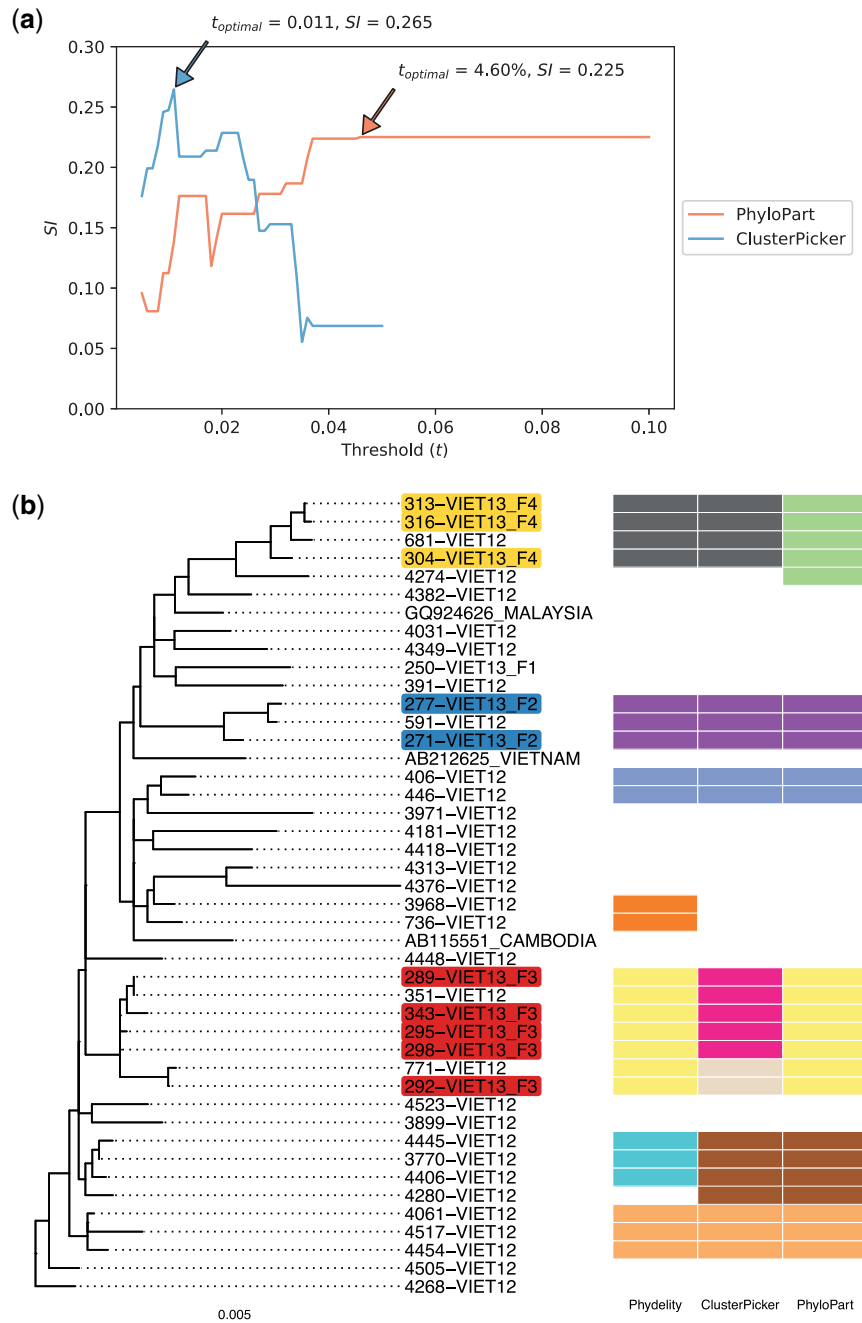 (a)
t_optimal = 0.011, SI = 0.265
t_optimal = 4.60%, SI = 0.225
0.30
0.25
0.20
0.15
0.10
0.05
0.00
SI
0.02
0.04
0.06
0.08
0.10
Threshold (t)
PhyloPart
ClusterPicker
(b)
313–VIET13_F4
316–VIET13_F4
681–VIET12
304–VIET13_F4
4274–VIET12
4382–VIET12
GQ924626_MALAYSIA
4031–VIET12
4349–VIET12
250–VIET13_F1
391–VIET12
277–VIET13_F2
591–VIET12
271–VIET13_F2
AB212625_VIETNAM
406–VIET12
446–VIET12
3971–VIET12
4181–VIET12
4418–VIET12
4313–VIET12
4376–VIET12
3968–VIET12
736–VIET12
AB115551_CAMBODIA
4448–VIET12
289–VIET13_F3
351–VIET12
343–VIET13_F3
295–VIET13_F3
298–VIET13_F3
771–VIET12
292–VIET13_F3
4523–VIET12
3899–VIET12
4445–VIET12
3770–VIET12
4406–VIET12
4280–VIET12
4061–VIET12
4517–VIET12
4454–VIET12
4505–VIET12
4268–VIET12
0.005
Phydelity ClusterPicker PhyloPart